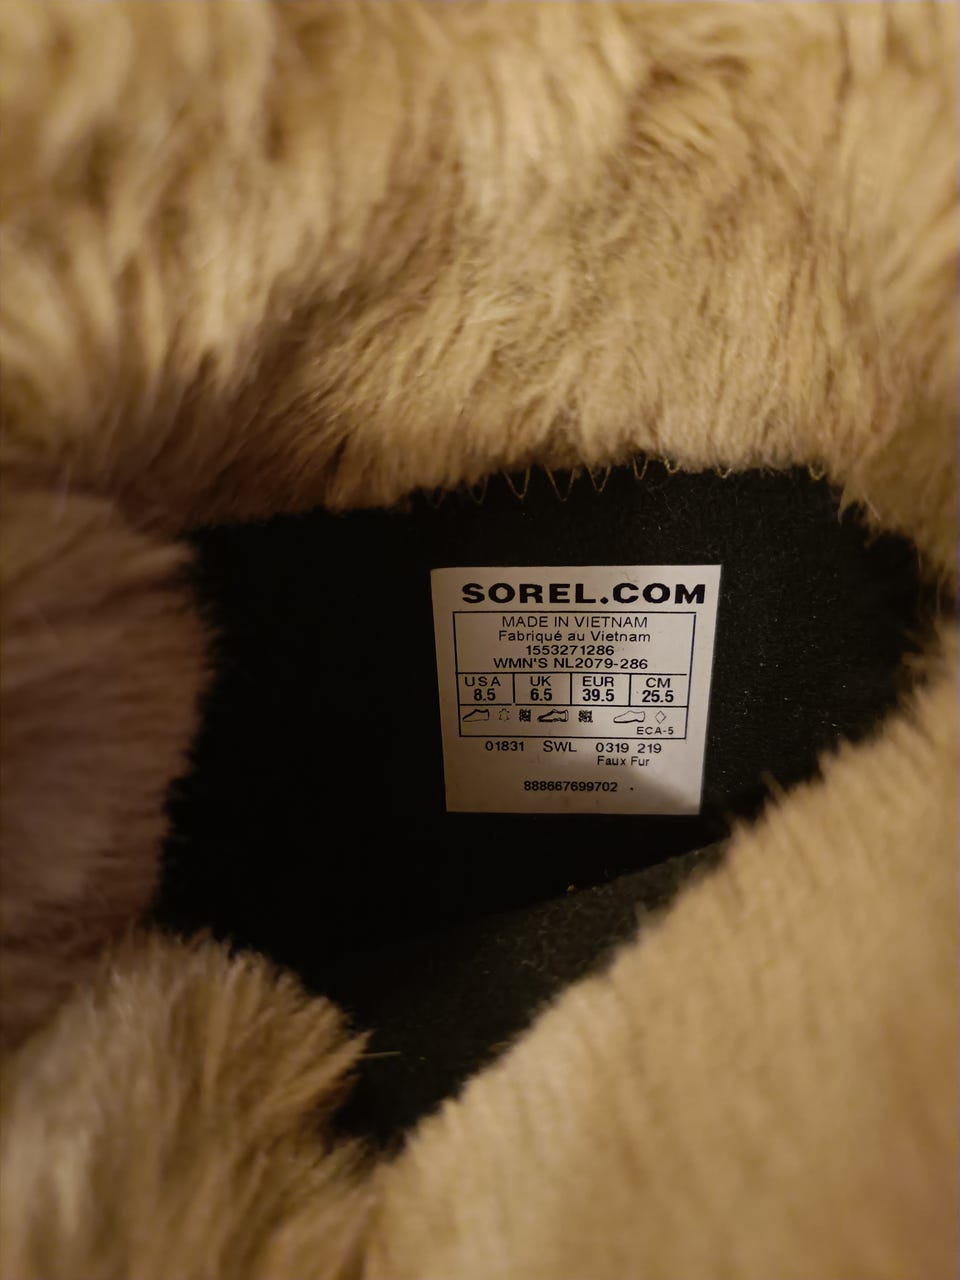 SOREL.COM
MADE IN VIETNAM
Fabriqué au Vietnam
1553271286
WMN'S NL2079-286
USA UK EUR CM
8.5 6.5 39.5 25.5
ECA-5
01831 SWL 0319 219
Faux Fur
888667699702